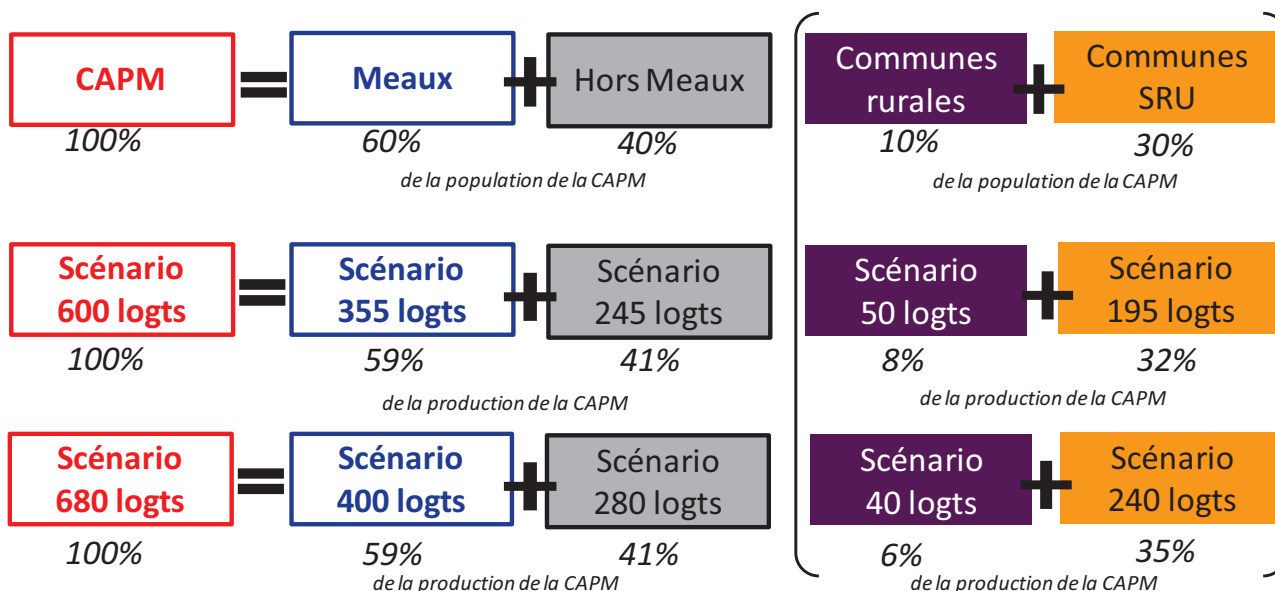 CAPM
Meaux
Hors Meaux
Communes
rurales
Communes
SRU
100%
60%
40%
10%
30%
de la population de la CAPM
de la population de la CAPM
Scénario
600 logts
Scénario
355 logts
Scénario
245 logts
Scénario
50 logts
Scénario
195 logts
100%
59%
41%
8%
32%
de la production de la CAPM
de la production de la CAPM
Scénario
680 logts
Scénario
400 logts
Scénario
280 logts
Scénario
40 logts
Scénario
240 logts
100%
59%
41%
6%
35%
de la production de la CAPM
de la production de la CAPM